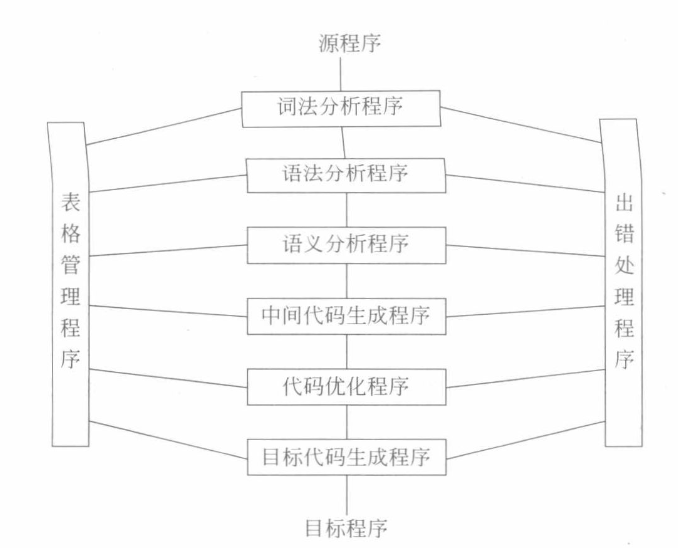 源程序
词法分析程序
语法分析程序
表格管理程序
出错处理程序
语义分析程序
中间代码生成程序
代码优化程序
目标代码生成程序
目标程序